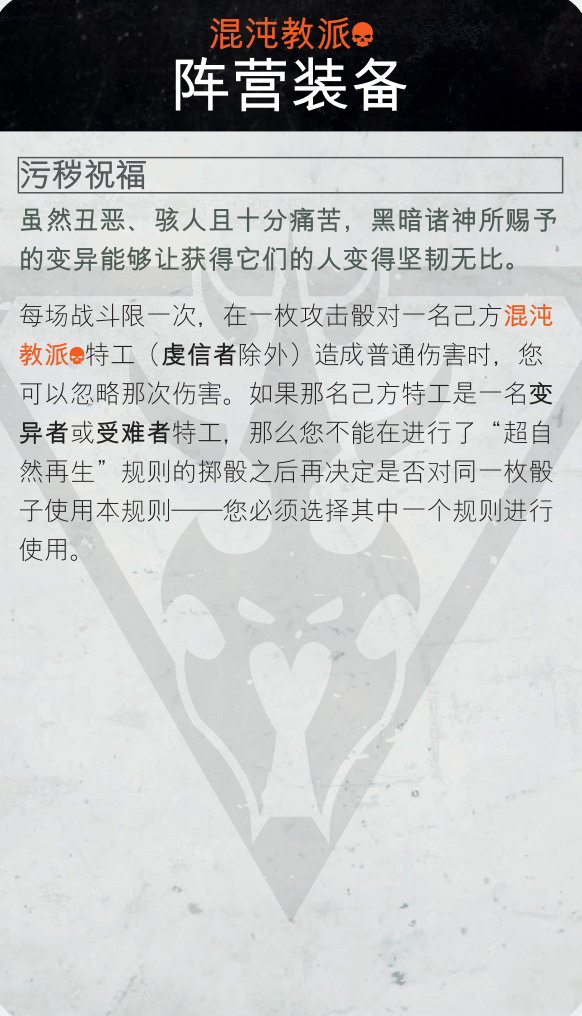 混沌教派
阵营装备
污秽祝福
虽然丑恶、骇人且十分痛苦，黑暗诸神所赐予
的变异能够让获得它们的人变得坚韧无比。
每场战斗限一次，在一枚攻击骰对一名己方混沌
教派特工（虔信者除外）造成普通伤害时，您
可以忽略那次伤害。如果那名己方特工是一名变
异者或受难者特工，那么您不能在进行了“超自
然再生”规则的掷骰之后再决定是否对同一枚骰
子使用本规则——您必须选择其中一个规则进行
使用。